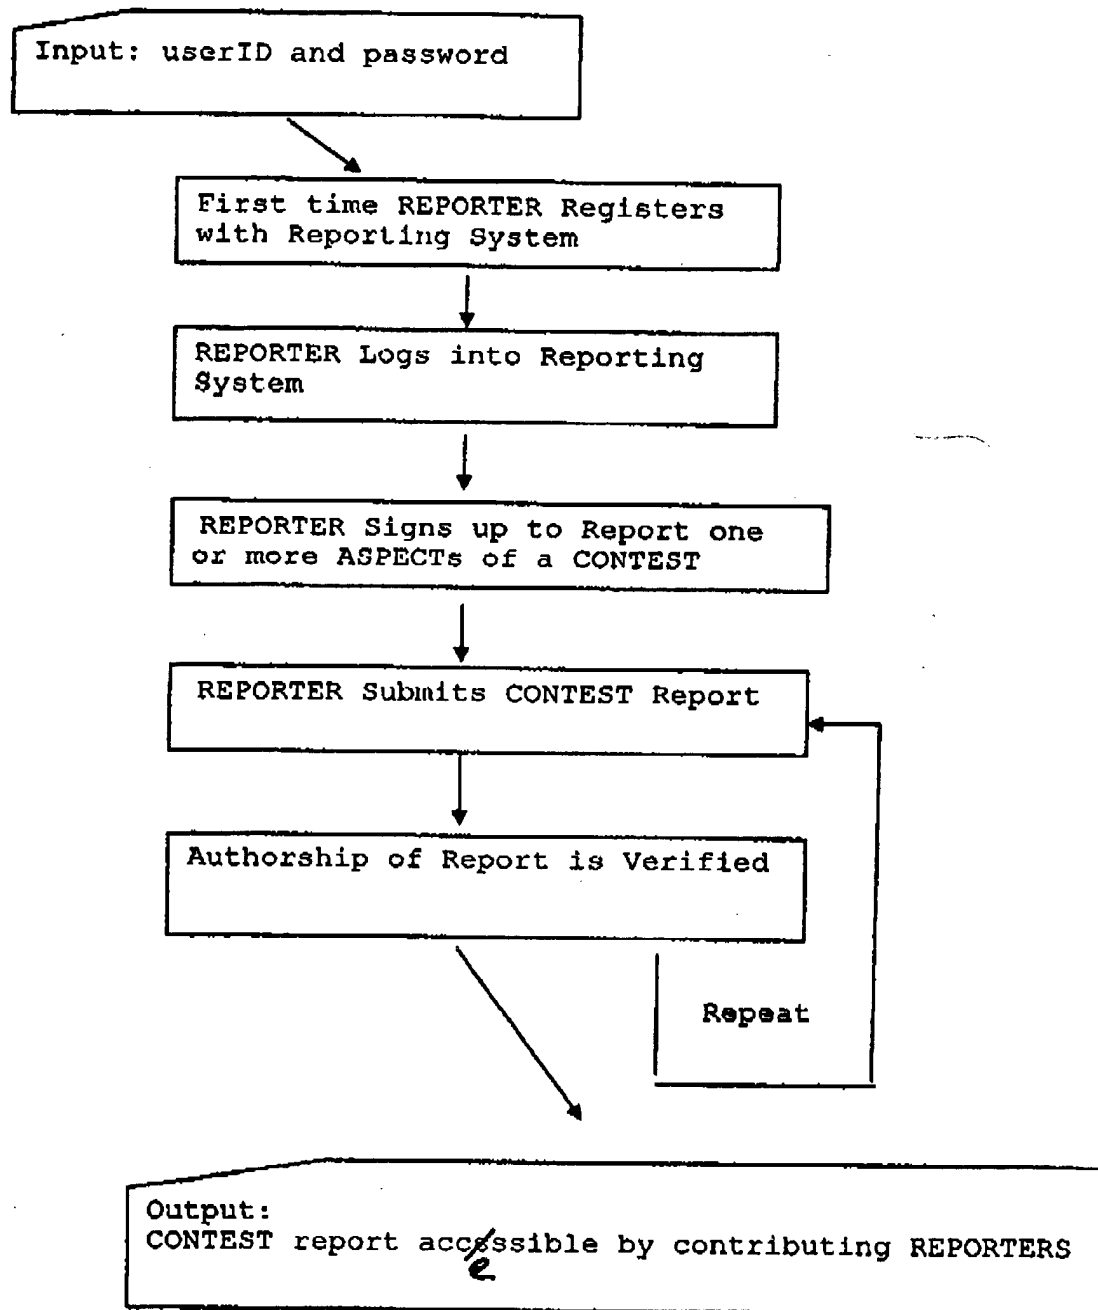 Input: userID and password
First time REPORTER Registers
with Reporting System
REPORTER Logs into Reporting
System
REPORTER Signs up to Report one
or more ASPECTs of a CONTEST
REPORTER Submits CONTEST Report
Authorship of Report is Verified
Repeat
Output:
CONTEST report accessible by contributing REPORTERS
e